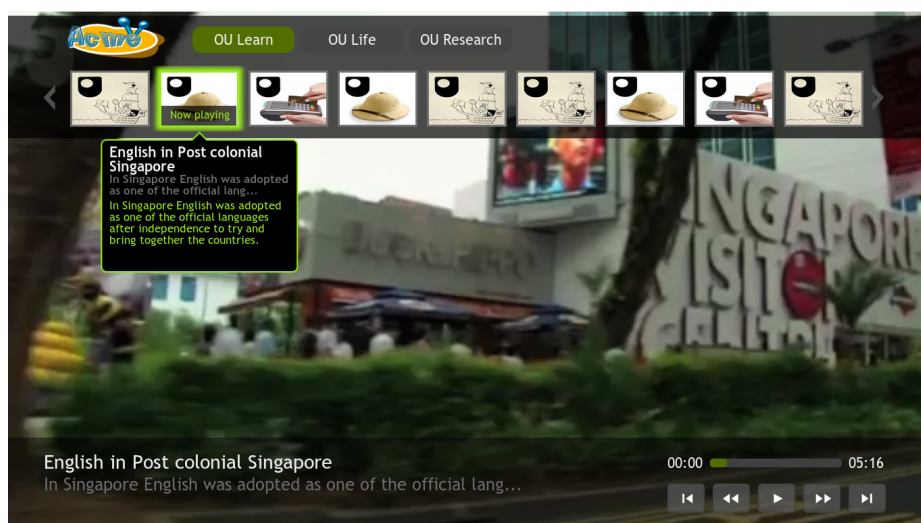 Acme
OU Learn
OU Life
OU Research
Now playing
English in Post colonial
Singapore
In Singapore English was adopted
as one of the official lang...
In Singapore English was adopted
as one of the official languages
after independence to try and
bring together the countries.
SINGAPORE
VISITOR
CENTRE
English in Post colonial Singapore
In Singapore English was adopted as one of the official lang...
00:00
05:16